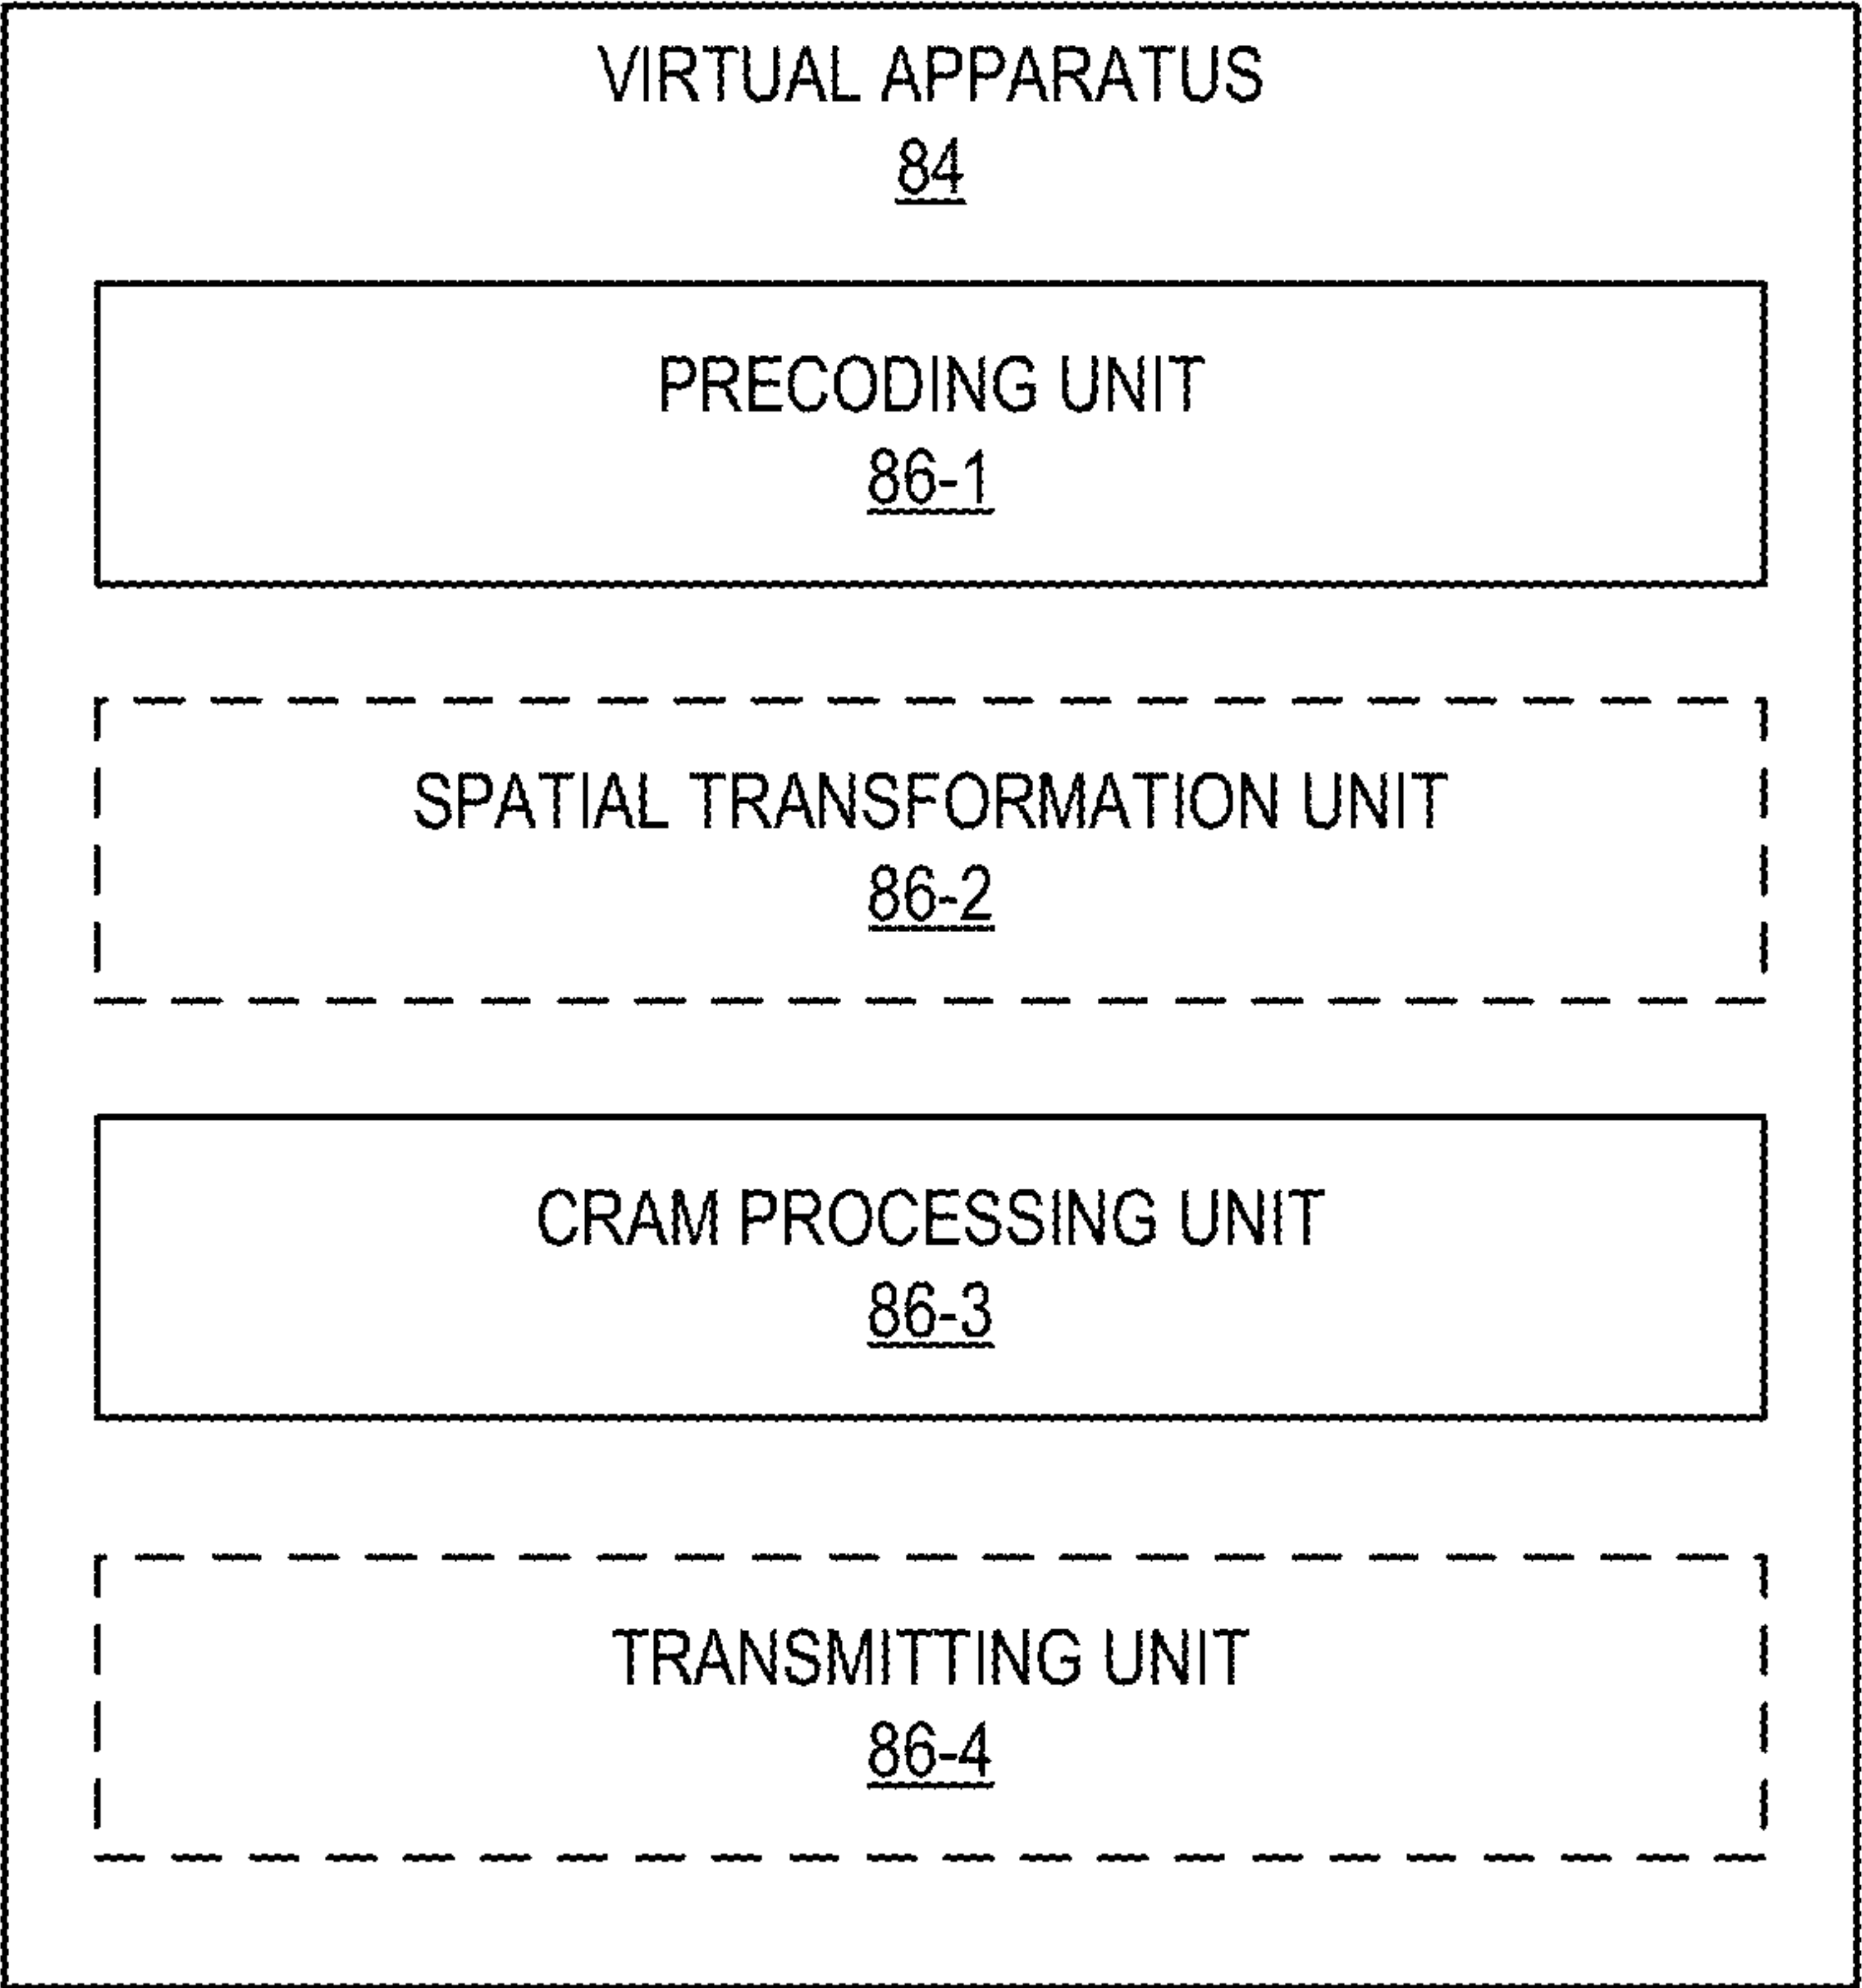 VIRTUAL APPARATUS
84
PRECODING UNIT
86-1
SPATIAL TRANSFORMATION UNIT
86-2
CRAM PROCESSING UNIT
86-3
TRANSMITTING UNIT
86-4